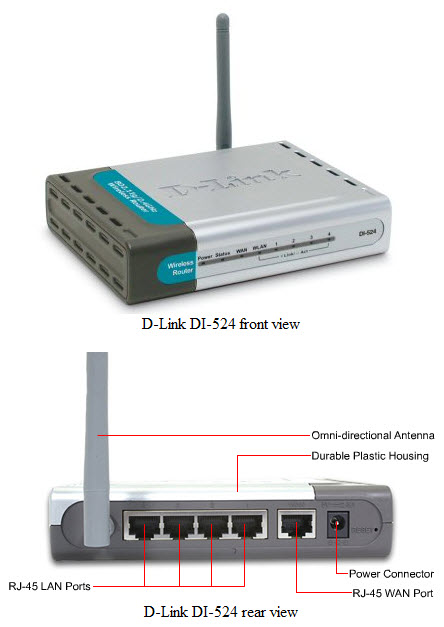 D-Link
802.11g/2.4GHz
Wireless Router
Wireless
Router
Power Status WAN WLAN 1 2 3 4
DI-524
D-Link DI-524 front view
Omni-directional Antenna
Durable Plastic Housing
RJ-45 LAN Ports
Power Connector
RJ-45 WAN Port
D-Link DI-524 rear view